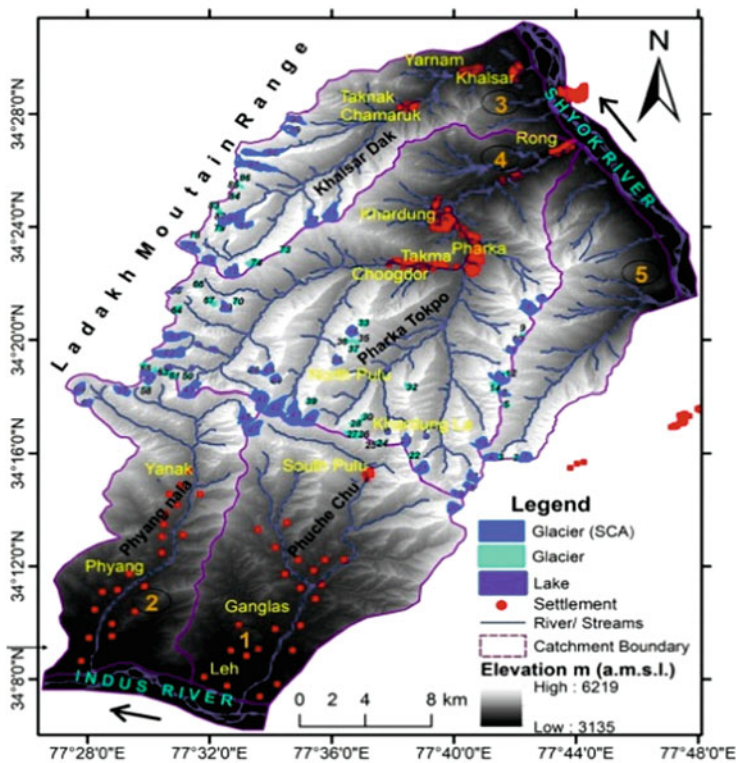 N
Ladakh Mountain Range
34°28'0"N
34°24'0"N
34°20'0"N
34°16'0"N
34°12'0"N
34°8'0"N
Yarnam
Khalsar
3
Taknak
Chamaruk
SHYOK RIVER
Rong
4
Khalsar Dak
Khardung
Takma
Pharka
Choogdor
5
Pharka Tokpo
North Pulu
Khardung La
South Pulu
Yanak
Phyang nala
Phuche Chu
Phyang
2
Ganglas
1
Leh
INDUS RIVER
Legend
Glacier (SCA)
Glacier
Lake
Settlement
River/ Streams
Catchment Boundary
Elevation m (a.m.s.l.)
High : 6219
Low : 3135
0 2 4 8 km
77°28'0"E 77°32'0"E 77°36'0"E 77°40'0"E 77°44'0"E 77°48'0"E